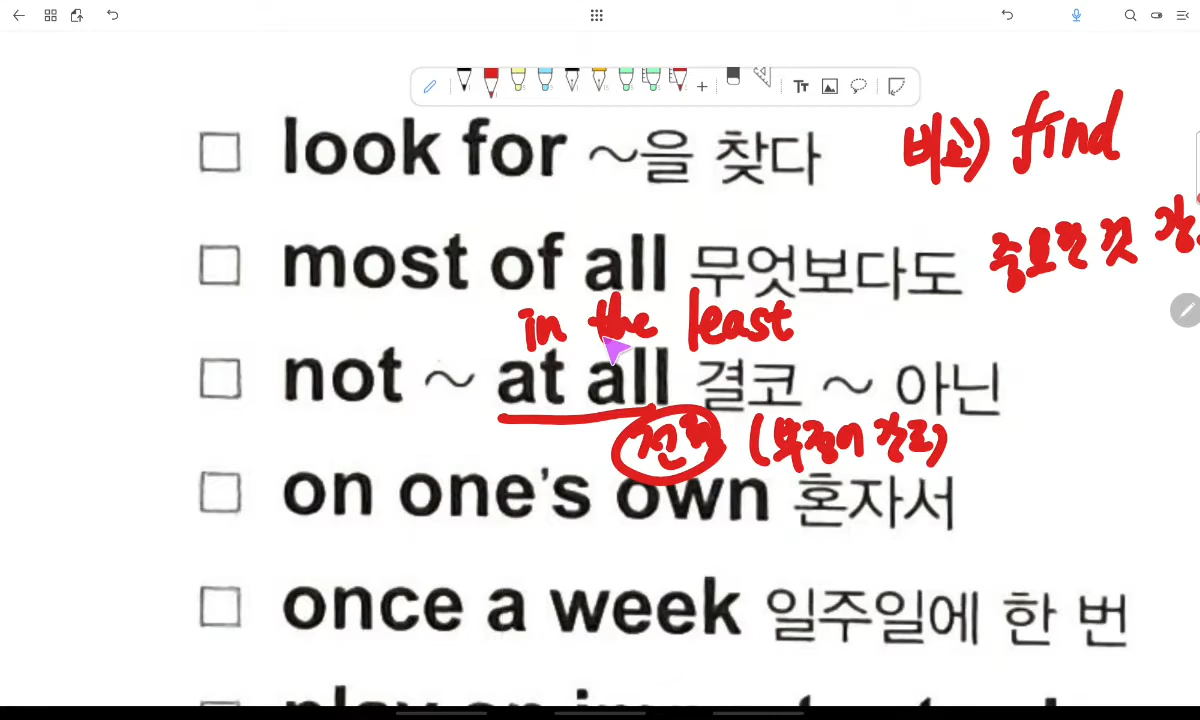 look for ～을 찾다 비교) find
most of all 무엇보다도 중요한 것 강
in the least
not ～ at all 결코 ～ 아닌
전혀 (부정어 강조)
on one's own 혼자서
once a week 일주일에 한 번